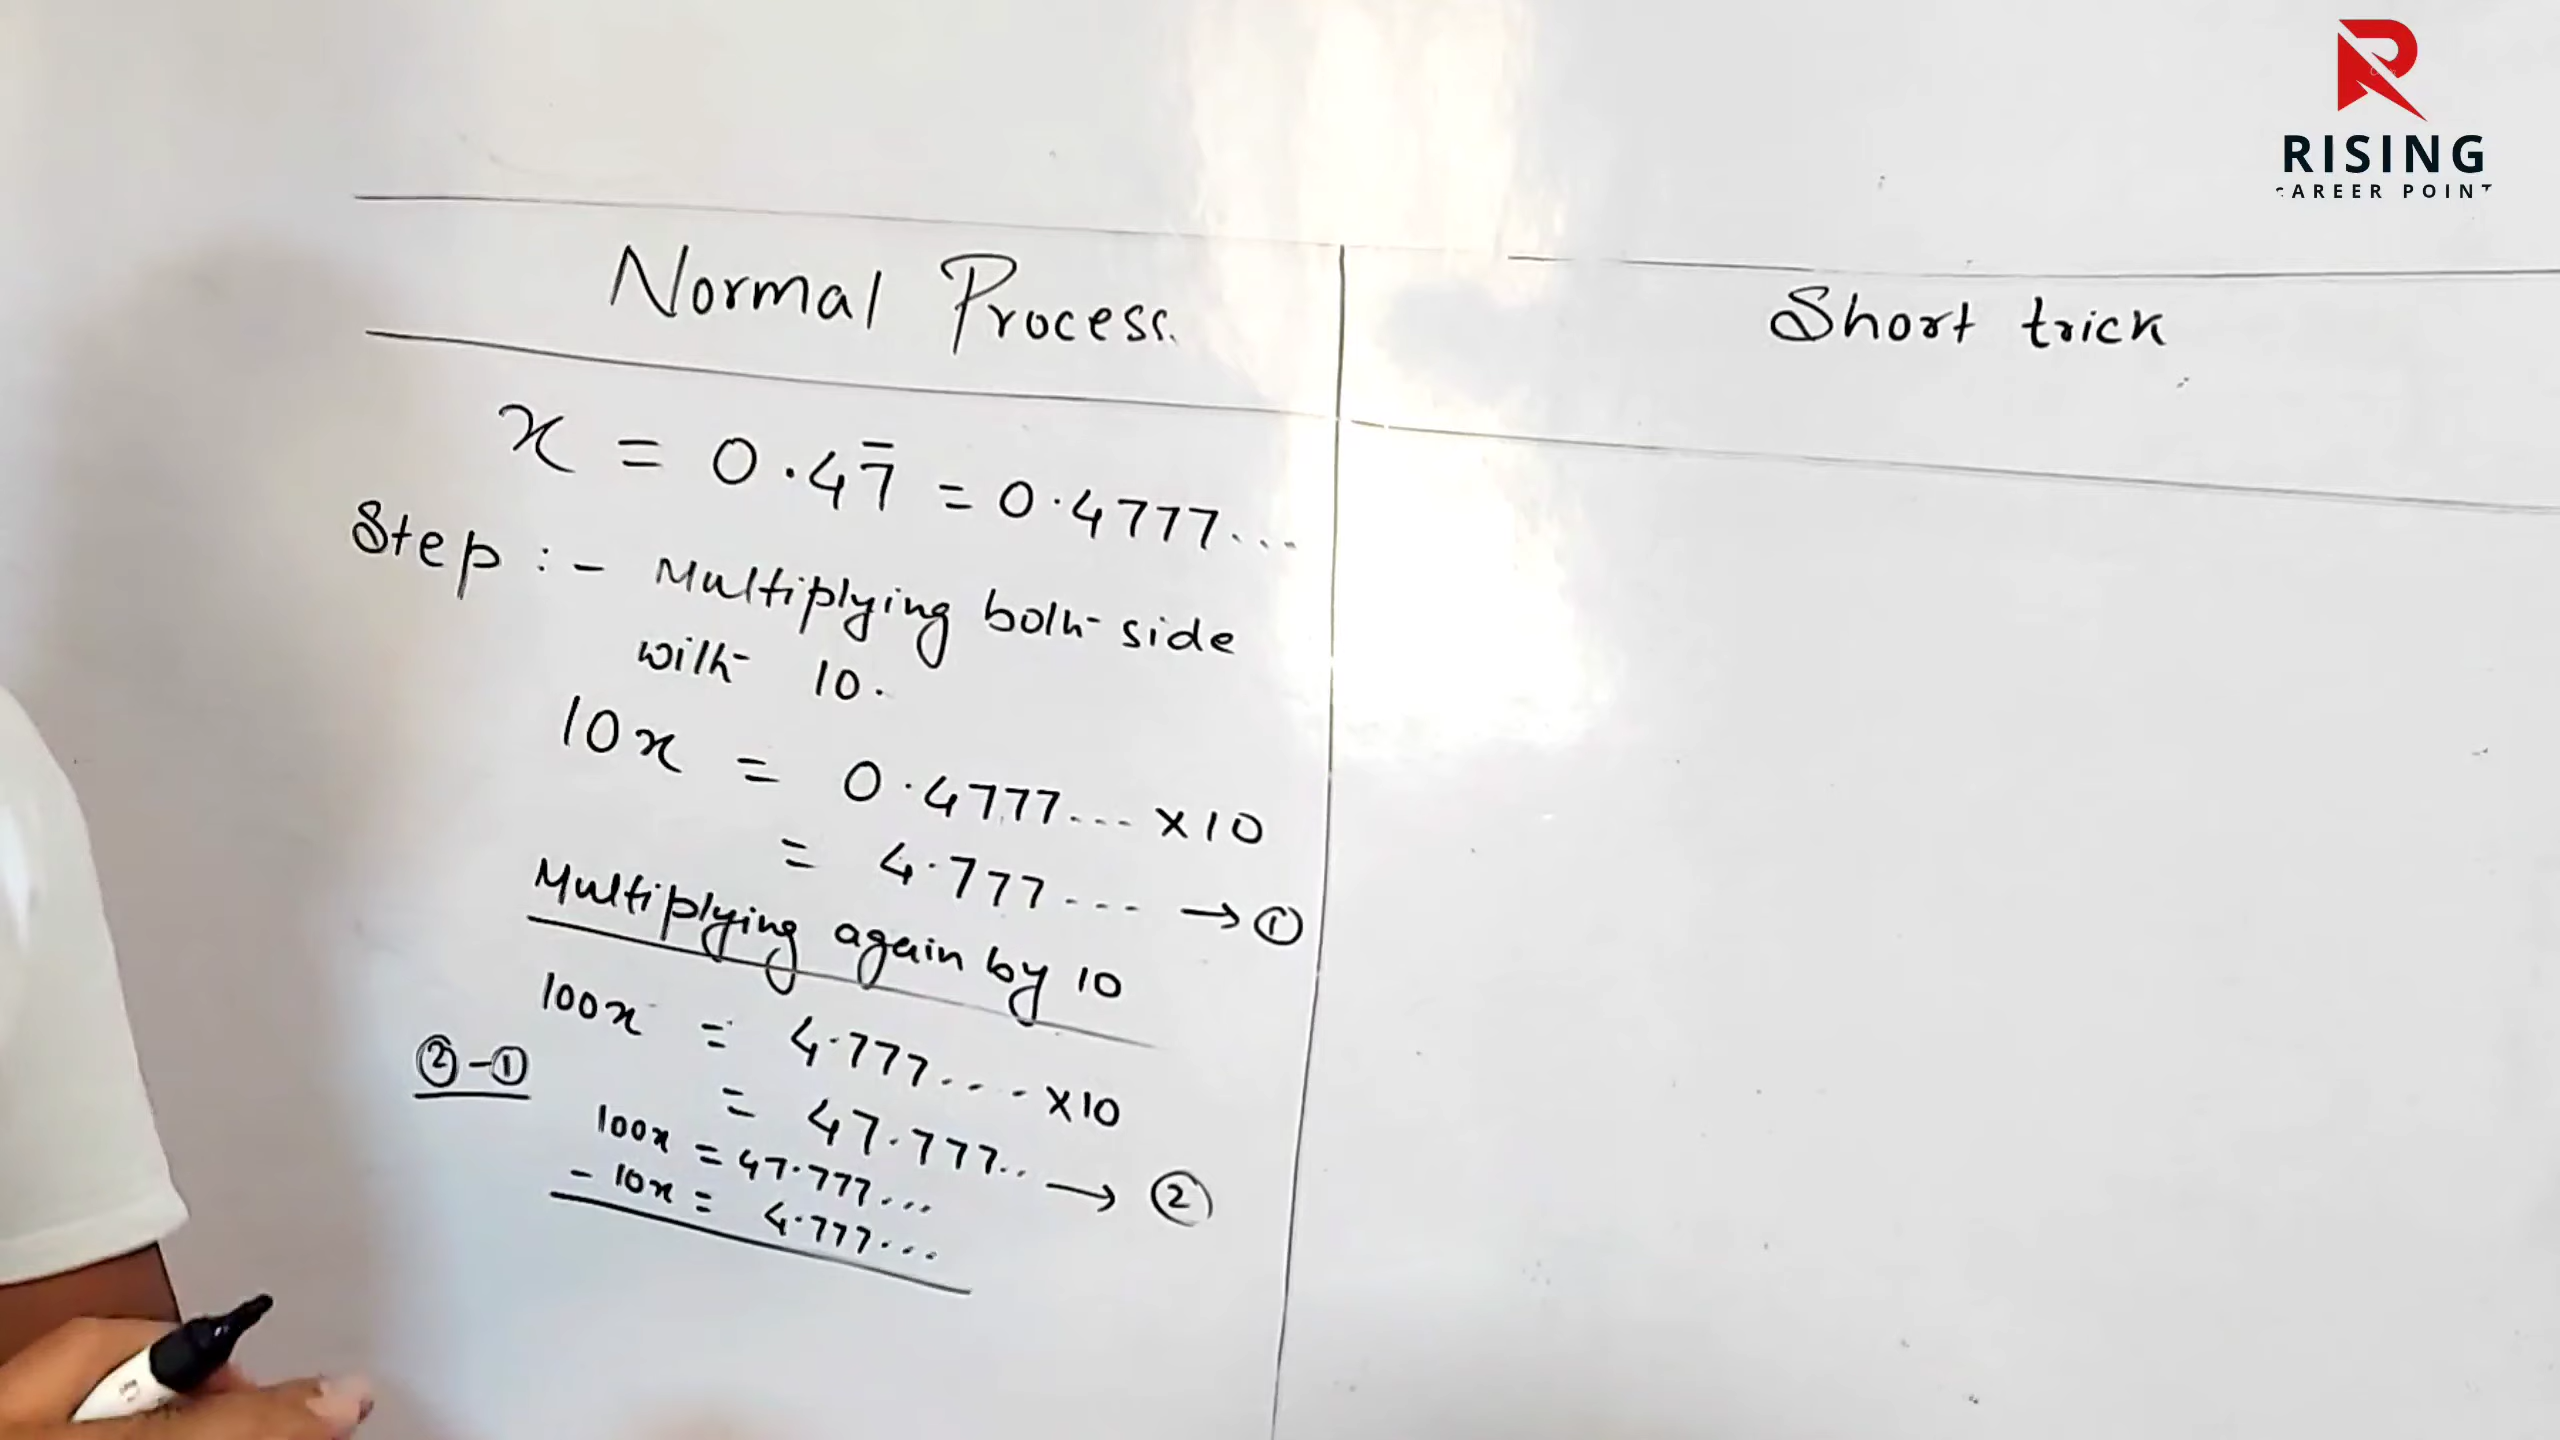 RISING
CAREER POINT
Normal Process.
Short trick
x = 0.47̄ = 0.4777...
Step :- Multiplying both side
with 10.
10x = 0.4777... ×10
= 4.777... → ①
Multiplying again by 10
100x = 4.777.... ×10
= 47.777.. → ②
② - ①
100x = 47.777...
- 10x = 4.777...